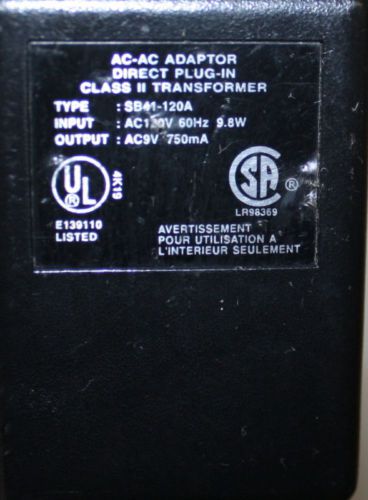 AC-AC ADAPTOR
DIRECT PLUG-IN
CLASS II TRANSFORMER
TYPE : SB41-120A
INPUT : AC120V 60Hz 9.8W
OUTPUT : AC9V 750mA
UL ®
4K19
SA ®
LR98369
E139110
LISTED
AVERTISSEMENT
POUR UTILISATION A
L'INTERIEUR SEULEMENT